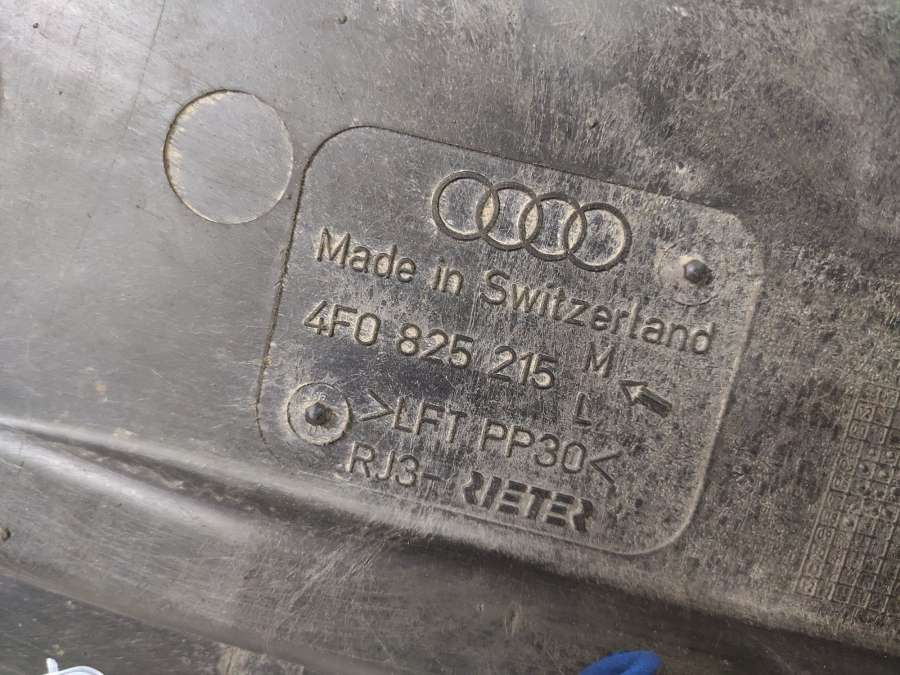 Made in Switzerland
4F0 825 215 M
L
>LFT PP30<
RJ3- RIETER